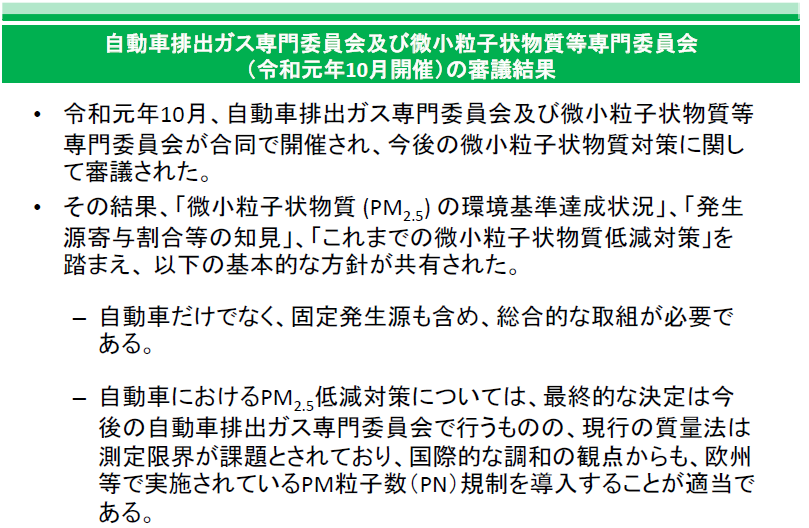 自動車排出ガス専門委員会及び微小粒子状物質等専門委員会
（令和元年10月開催）の審議結果
• 令和元年10月、自動車排出ガス専門委員会及び微小粒子状物質等
専門委員会が合同で開催され、今後の微小粒子状物質対策に関し
て審議された。
• その結果、「微小粒子状物質 (PM2.5) の環境基準達成状況」、「発生
源寄与割合等の知見」、「これまでの微小粒子状物質低減対策」を
踏まえ、以下の基本的な方針が共有された。
– 自動車だけでなく、固定発生源も含め、総合的な取組が必要で
ある。
– 自動車におけるPM2.5低減対策については、最終的な決定は今
後の自動車排出ガス専門委員会で行うものの、現行の質量法は
測定限界が課題とされており、国際的な調和の観点からも、欧州
等で実施されているPM粒子数（PN）規制を導入することが適当で
ある。